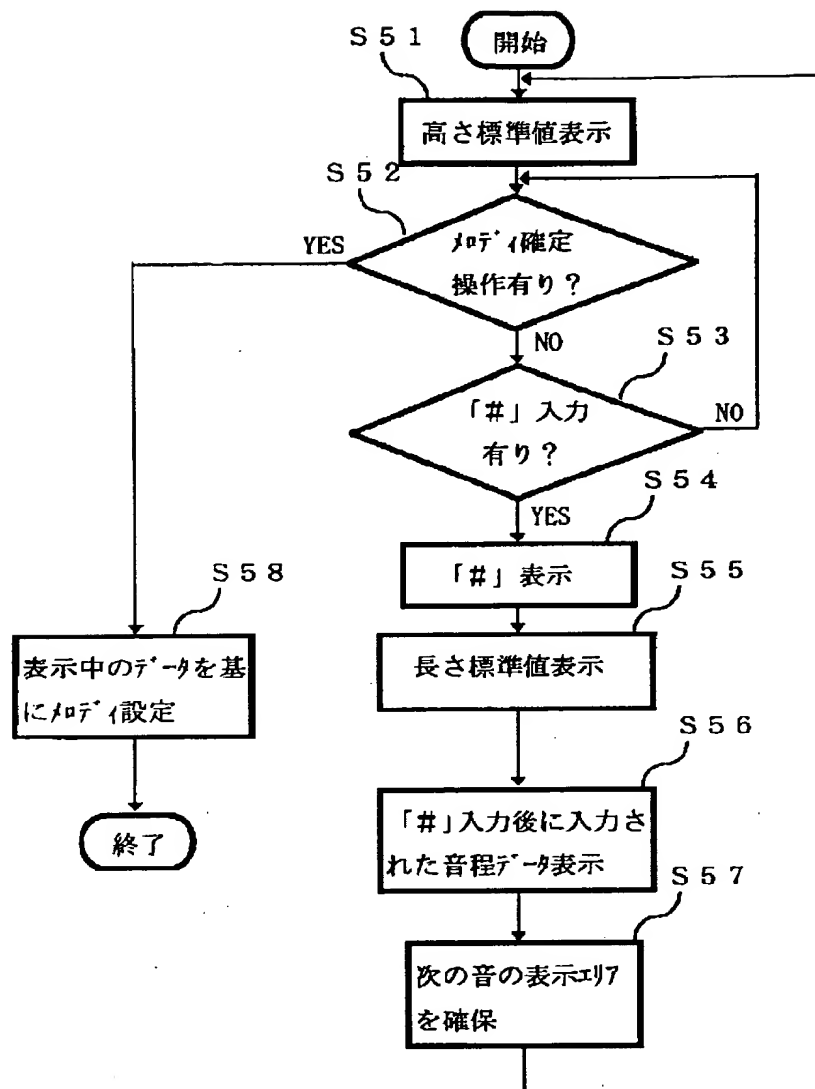 S51
開始
高さ標準値表示
S52
YES
ﾒﾛﾃﾞｨ確定
操作有り？
NO
S53
「＃」入力
有り？
NO
S54
YES
「＃」表示
S55
長さ標準値表示
S58
表示中のﾃﾞｰﾀを基
にﾒﾛﾃﾞｨ設定
S56
「＃」入力後に入力さ
れた音程ﾃﾞｰﾀ表示
終了
S57
次の音の表示ｴﾘｱ
を確保